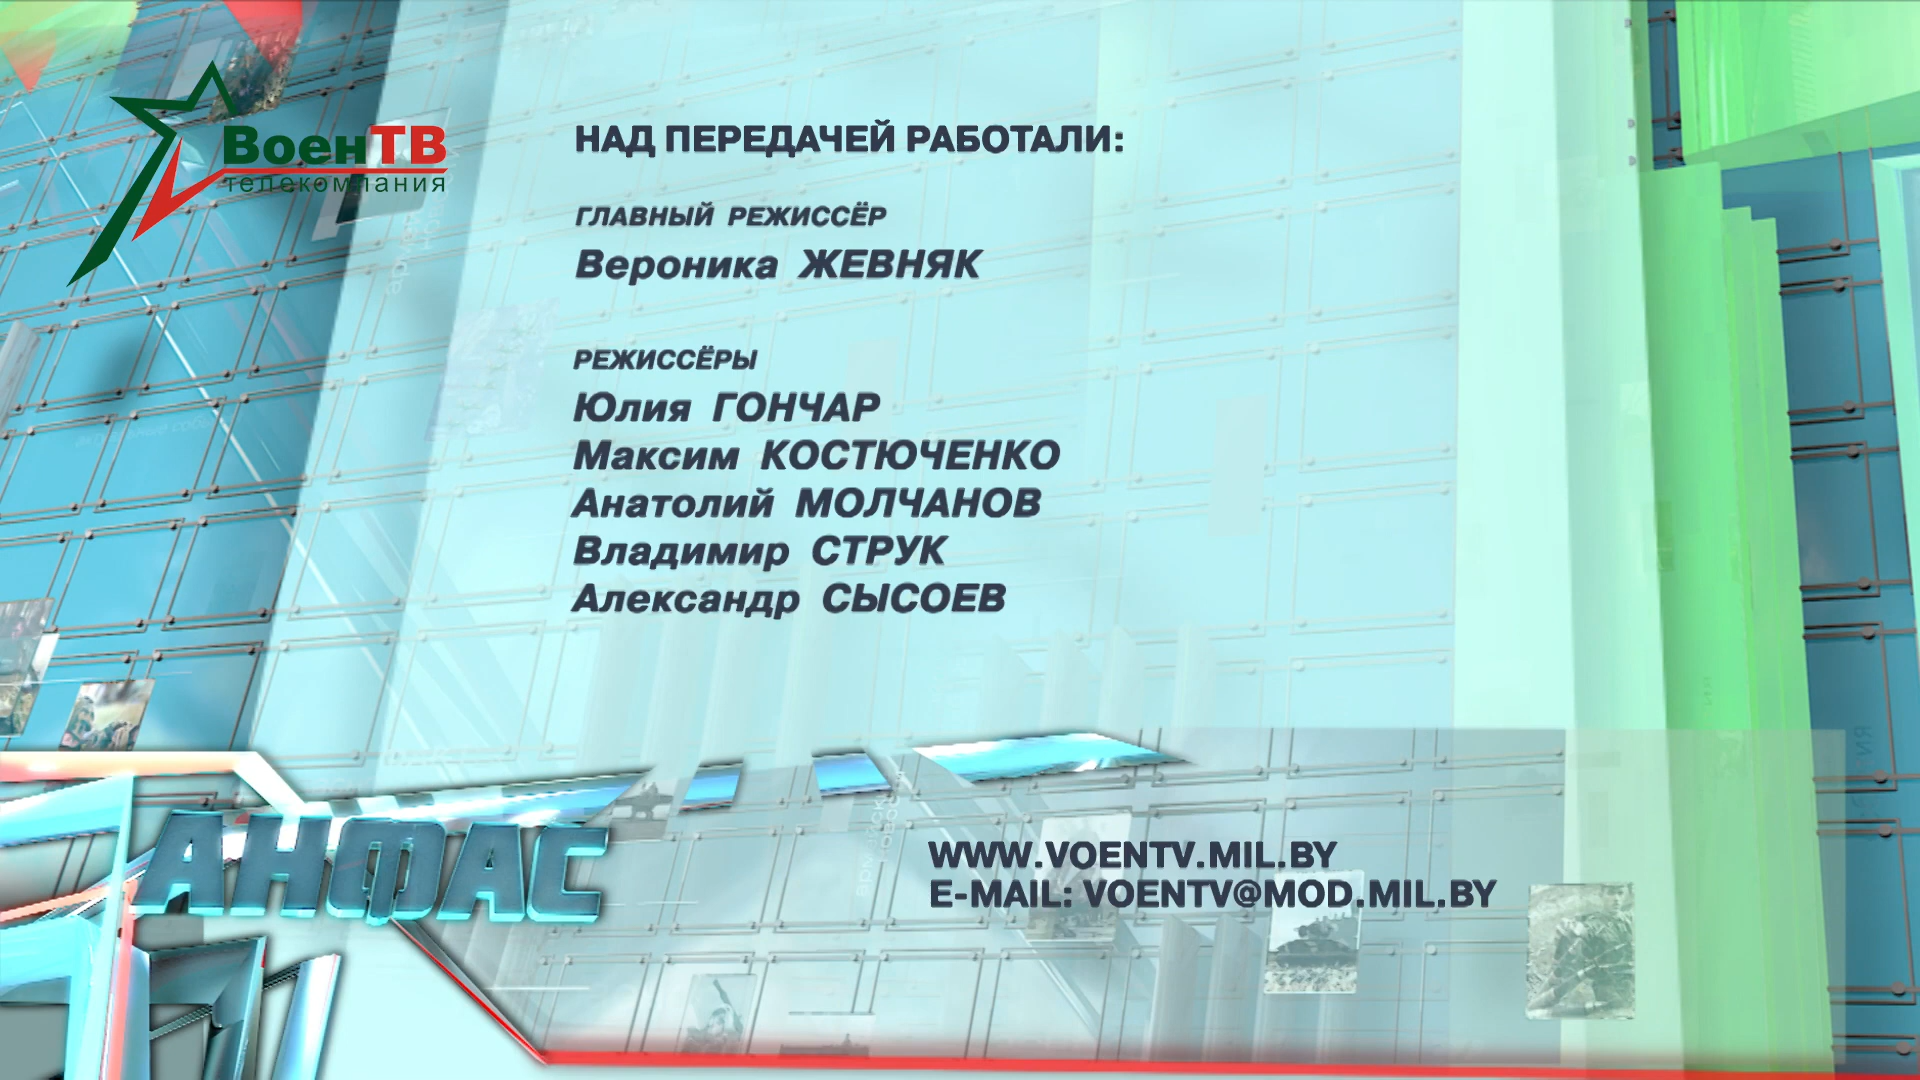 ВоенТВ
телекомпания
НАД ПЕРЕДАЧЕЙ РАБОТАЛИ:
ГЛАВНЫЙ РЕЖИССЁР
Вероника ЖЕВНЯК
РЕЖИССЁРЫ
Юлия ГОНЧАР
Максим КОСТЮЧЕНКО
Анатолий МОЛЧАНОВ
Владимир СТРУК
Александр СЫСОЕВ
АНФАС
WWW.VOENTV.MIL.BY
E-MAIL: VOENTV@MOD.MIL.BY